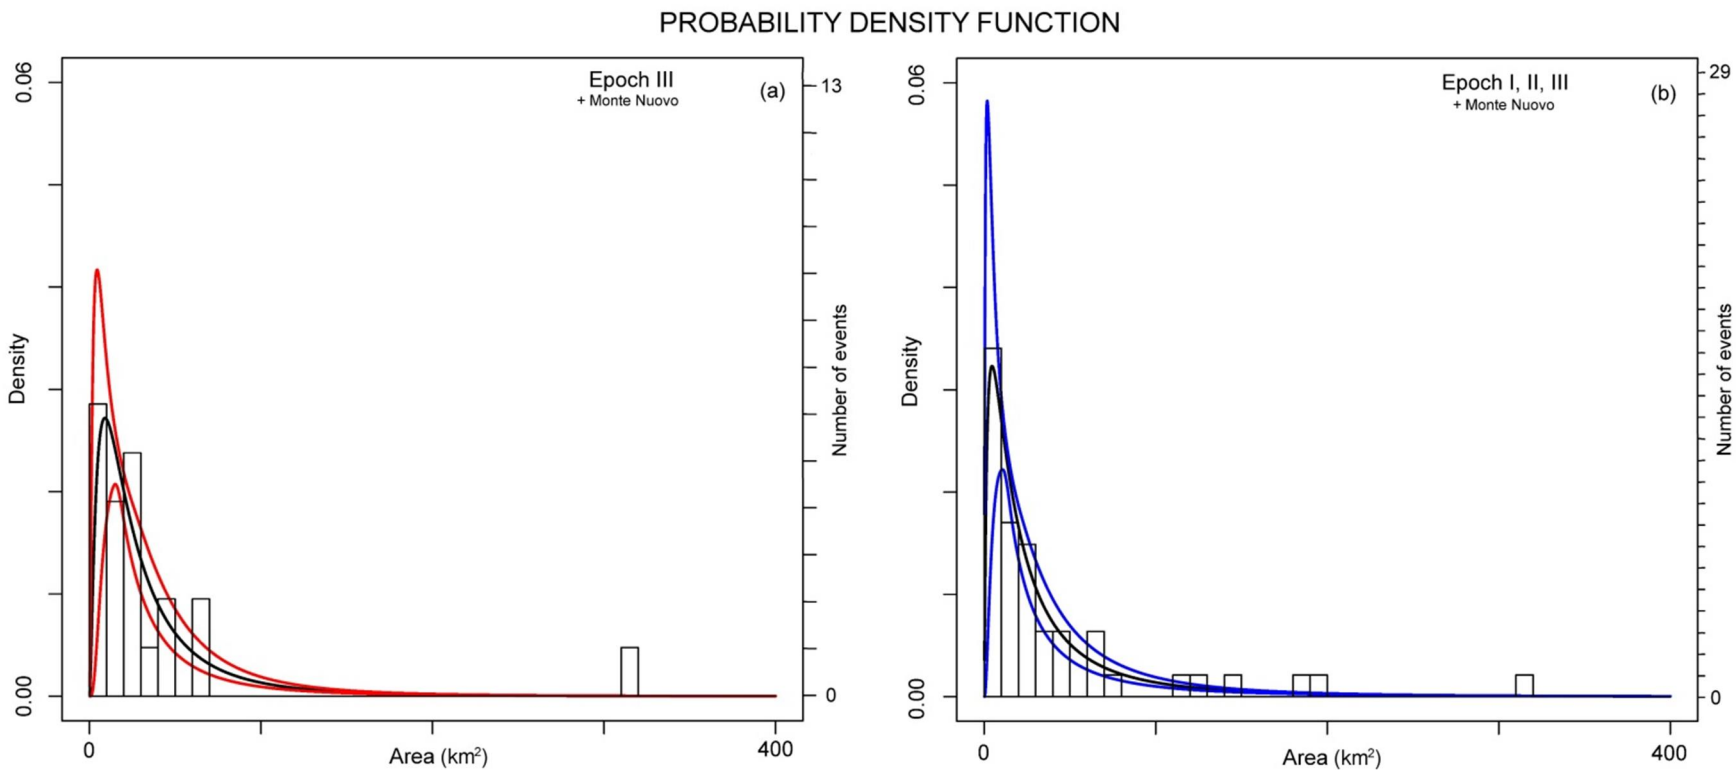 PROBABILITY DENSITY FUNCTION
Epoch III
+ Monte Nuovo
(a)
0.06
0.00
Density
13
0
Number of events
0
400
Area (km²)
Epoch I, II, III
+ Monte Nuovo
(b)
0.06
0.00
Density
29
0
Number of events
0
400
Area (km²)